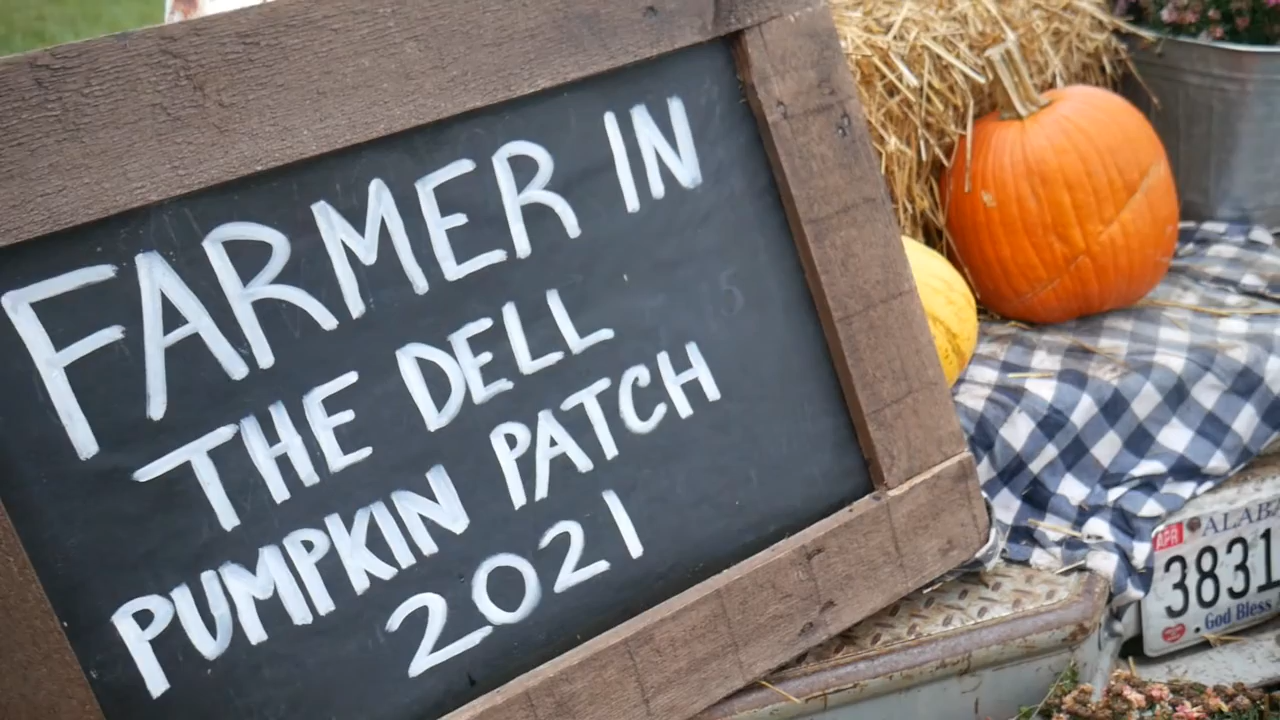 FARMER IN
THE DELL
PUMPKIN PATCH
2021
APR
3831
God Bless